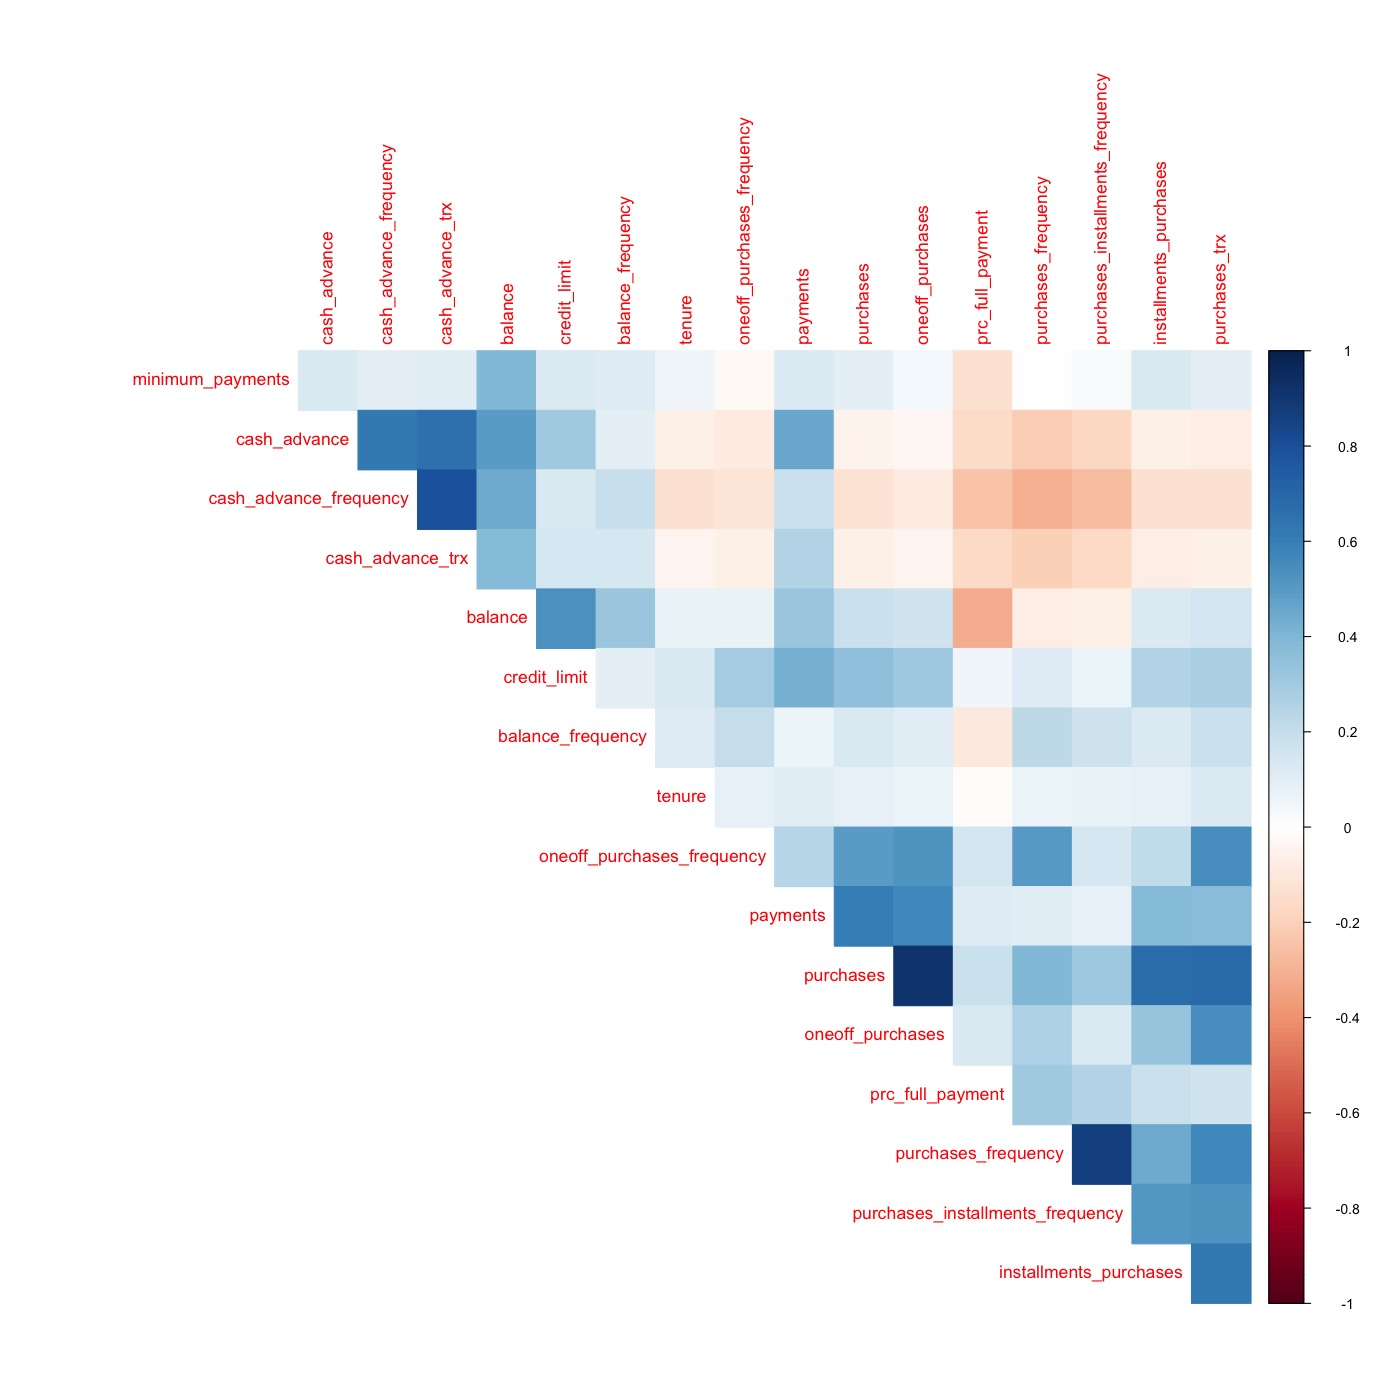 cash_advance
cash_advance_frequency
cash_advance_trx
balance
credit_limit
balance_frequency
tenure
oneoff_purchases_frequency
payments
purchases
oneoff_purchases
prc_full_payment
purchases_frequency
purchases_installments_frequency
installments_purchases
purchases_trx
minimum_payments
cash_advance
cash_advance_frequency
cash_advance_trx
balance
credit_limit
balance_frequency
tenure
oneoff_purchases_frequency
payments
purchases
oneoff_purchases
prc_full_payment
purchases_frequency
purchases_installments_frequency
installments_purchases
1
0.8
0.6
0.4
0.2
0
-0.2
-0.4
-0.6
-0.8
-1